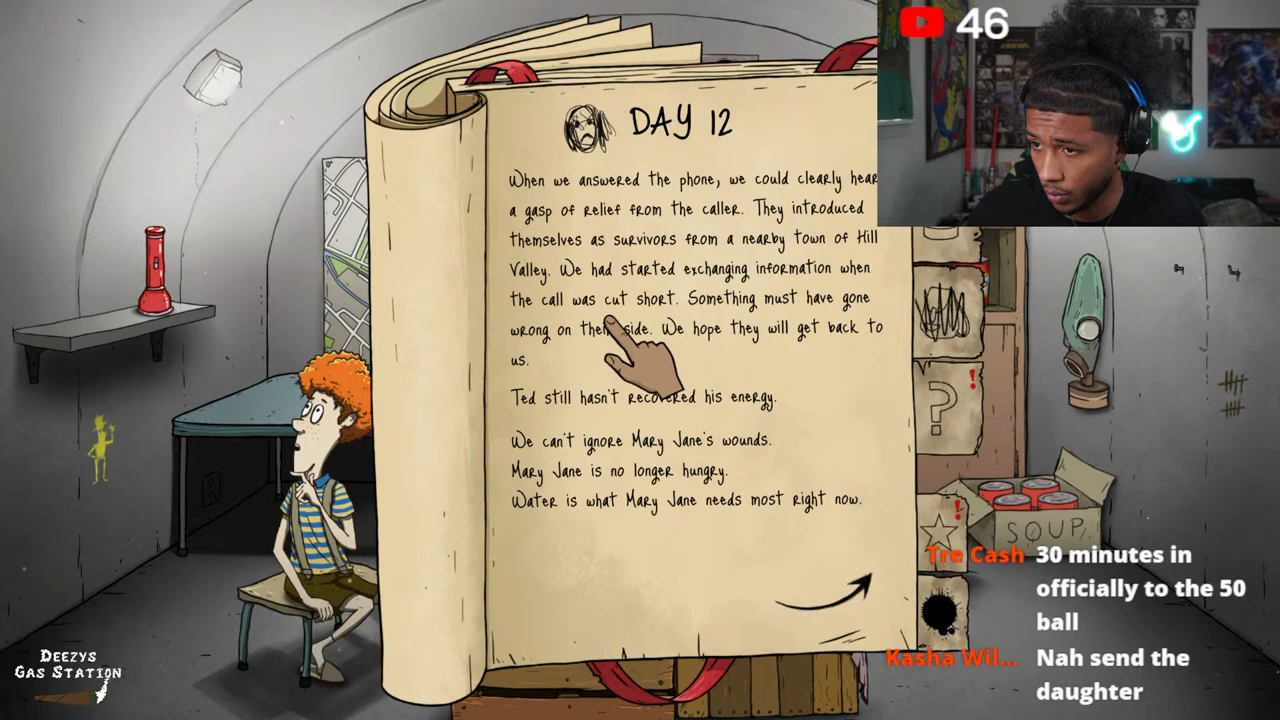 46
DAY 12
When we answered the phone, we could clearly hear
a gasp of relief from the caller. They introduced
themselves as survivors from a nearby town of Hill
Valley. We had started exchanging information when
the call was cut short. Something must have gone
wrong on their side. We hope they will get back to
us.
Ted still hasn't recovered his energy.
We can't ignore Mary Jane's wounds.
Mary Jane is no longer hungry.
Water is what Mary Jane needs most right now.
?
!
!
SOUP
Tre Cash 30 minutes in
officially to the 50
ball
Kasha Wil... Nah send the
daughter
DEEZYS
GAS STATION